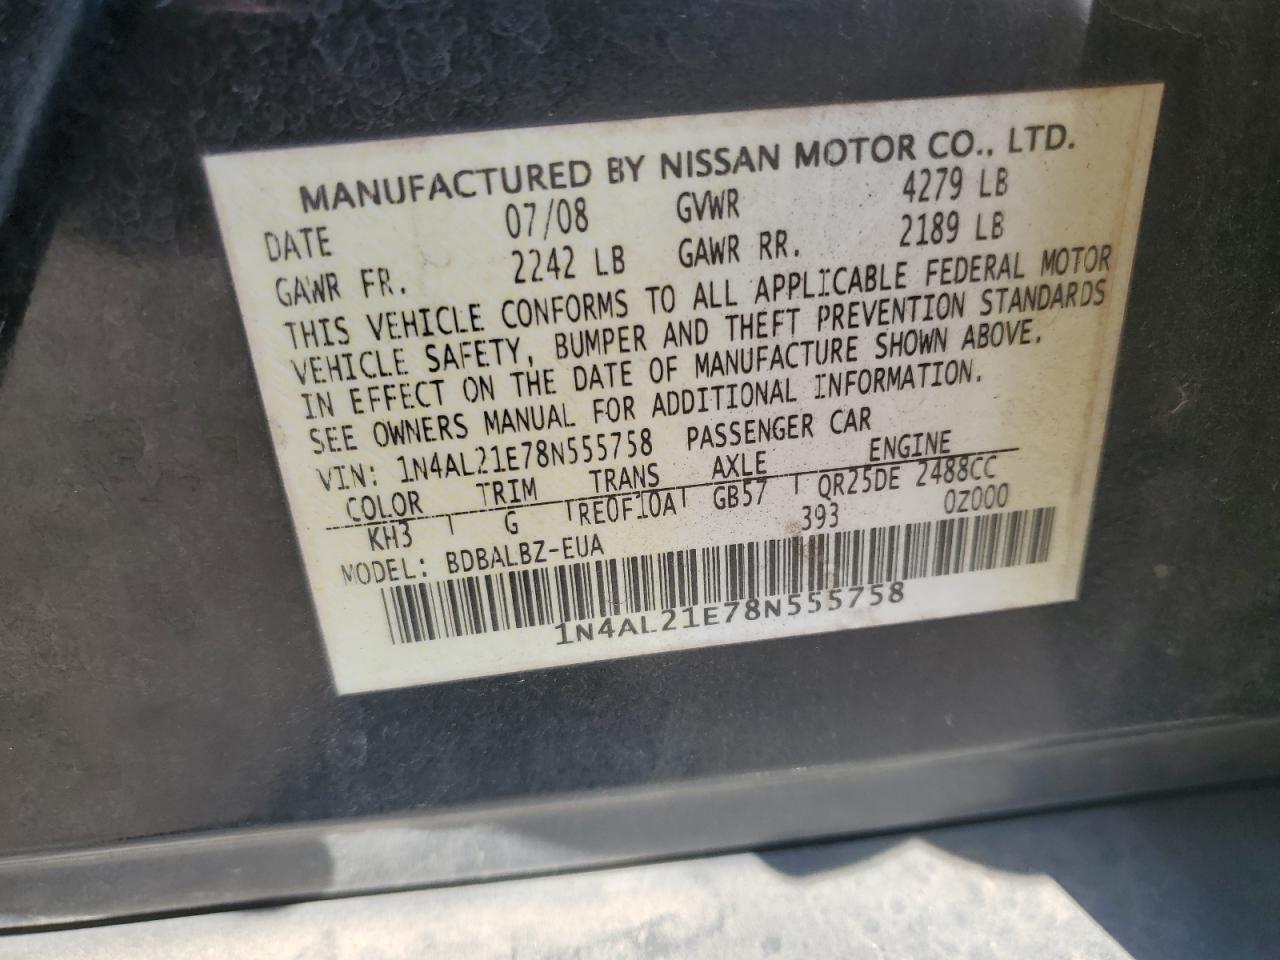 MANUFACTURED BY NISSAN MOTOR CO., LTD.
DATE 07/08 GVWR 4279 LB
GAWR FR. 2242 LB GAWR RR. 2189 LB
THIS VEHICLE CONFORMS TO ALL APPLICABLE FEDERAL MOTOR
VEHICLE SAFETY, BUMPER AND THEFT PREVENTION STANDARDS
IN EFFECT ON THE DATE OF MANUFACTURE SHOWN ABOVE.
SEE OWNERS MANUAL FOR ADDITIONAL INFORMATION.
VIN: 1N4AL21E78N555758 PASSENGER CAR
COLOR TRIM TRANS AXLE ENGINE
KH3 G RE0F10A GB57 QR25DE 2488CC
393 0Z000
MODEL: BDBALBZ-EUA
1N4AL21E78N555758